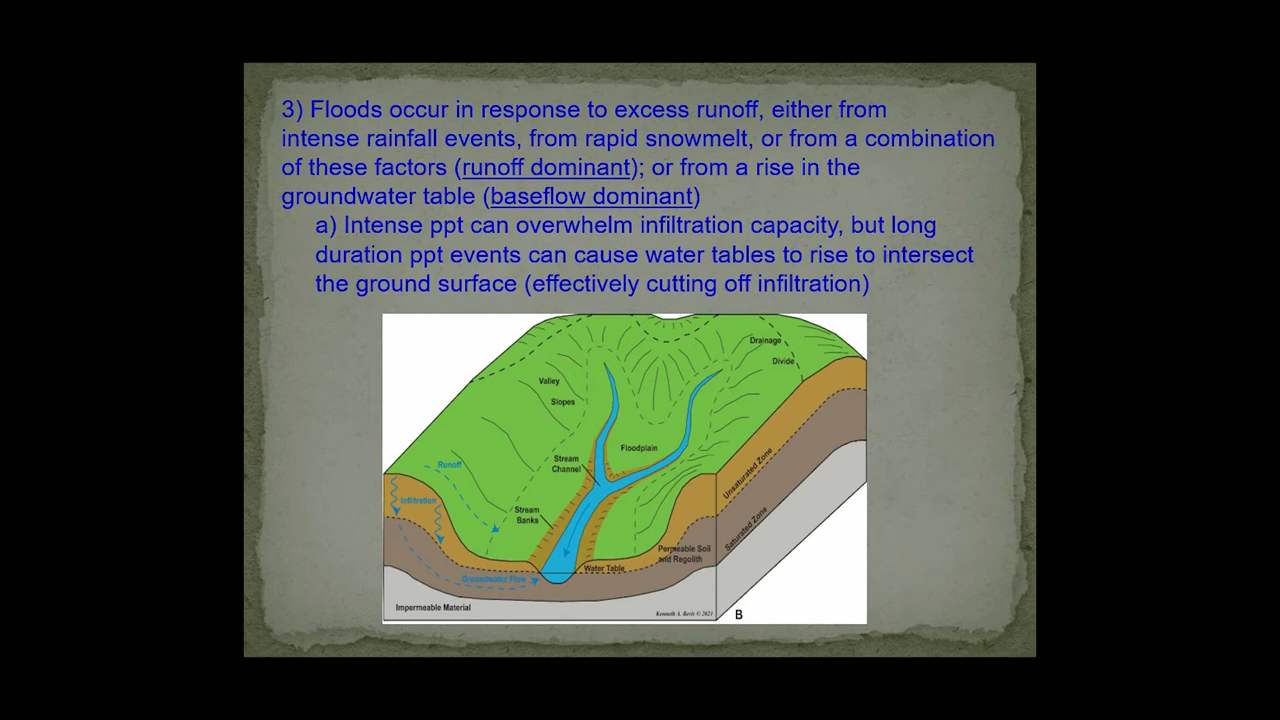 3) Floods occur in response to excess runoff, either from
intense rainfall events, from rapid snowmelt, or from a combination
of these factors (runoff dominant); or from a rise in the
groundwater table (baseflow dominant)
a) Intense ppt can overwhelm infiltration capacity, but long
duration ppt events can cause water tables to rise to intersect
the ground surface (effectively cutting off infiltration)
Drainage
Divide
Valley
Slopes
Floodplain
Stream
Channel
Runoff
Infiltration
Stream
Banks
Unsaturated Zone
Saturated Zone
Permeable Soil
and Regolith
Water Table
Groundwater Flow
Impermeable Material
Kenneth A. © 2021
B